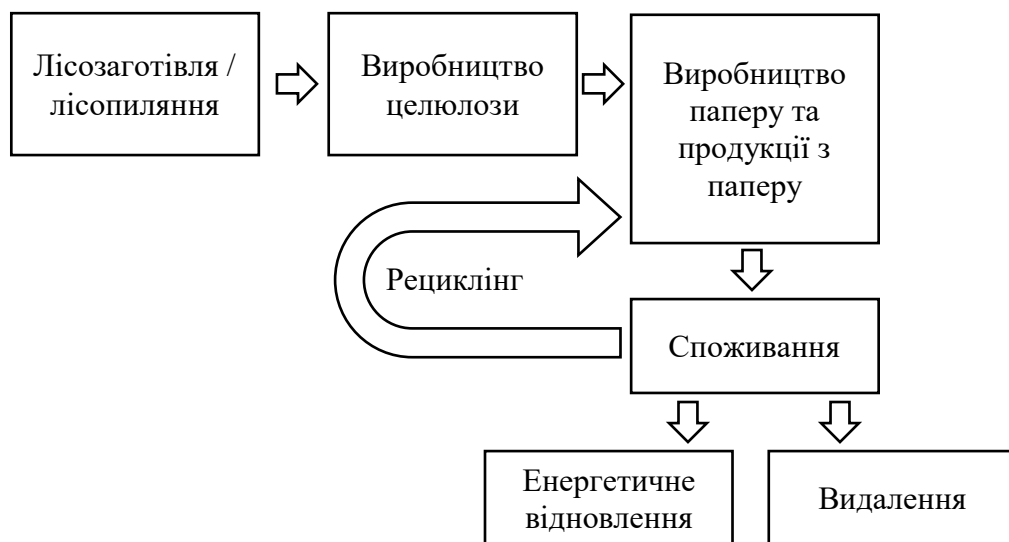 Лісозаготівля /
лісопиляння
Виробництво
целюлози
Виробництво
паперу та
продукції з
паперу
Рециклінг
Споживання
Енергетичне
відновлення
Видалення